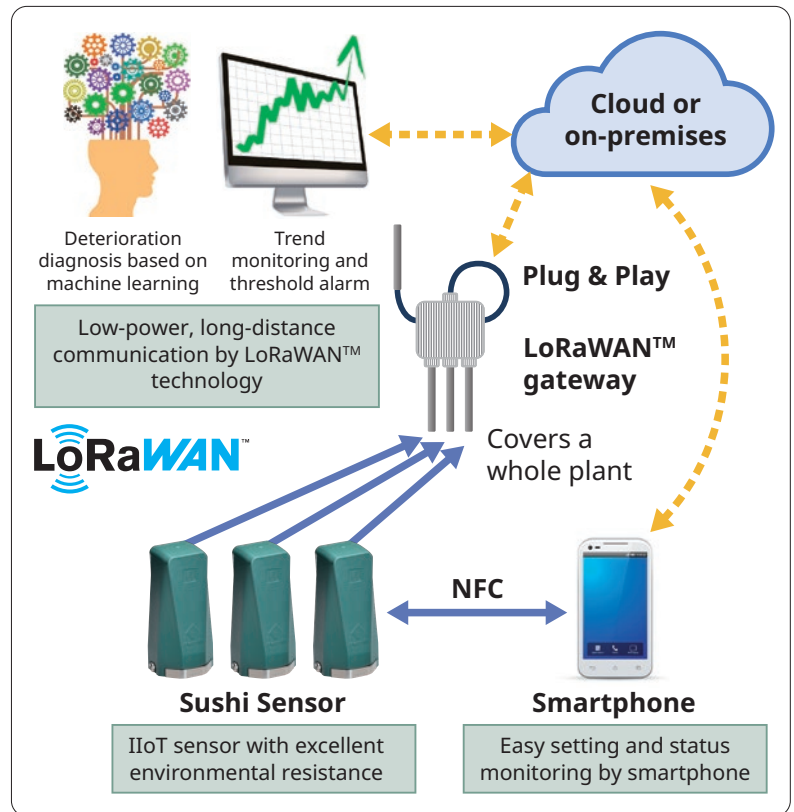 Cloud or
on-premises
Deterioration
diagnosis based on
machine learning
Trend
monitoring and
threshold alarm
Plug & Play
Low-power, long-distance
communication by LoRaWAN™
technology
LoRaWAN™
gateway
LoRaWAN™
Covers a
whole plant
NFC
Sushi Sensor
Smartphone
IIoT sensor with excellent
environmental resistance
Easy setting and status
monitoring by smartphone